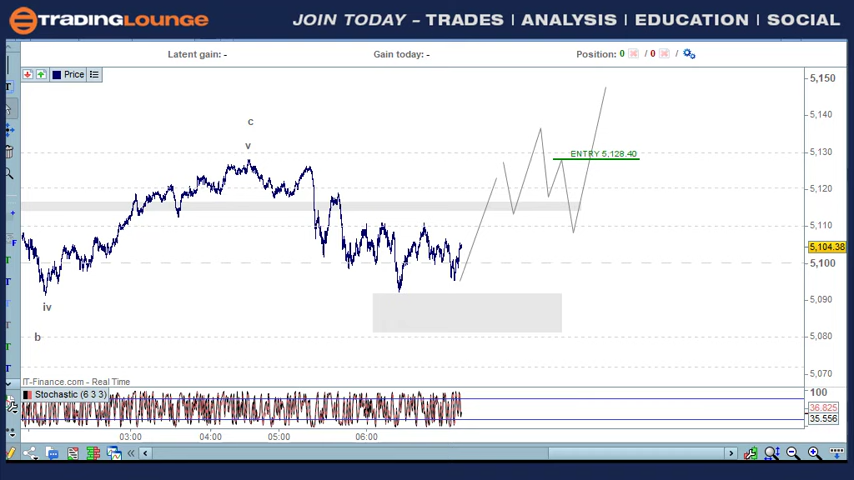 TRADINGLOUNGE
JOIN TODAY - TRADES | ANALYSIS | EDUCATION | SOCIAL
Latent gain: -
Gain today: -
Position: 0 / 0
Price
5,150
5,140
c
v
5,130
ENTRY 5,128.40
5,120
5,110
5,104.38
5,100
5,090
iv
b
5,080
5,070
IT-Finance.com - Real Time
Stochastic (6 3 3)
100
36.825
35.556
03:00
04:00
05:00
06:00